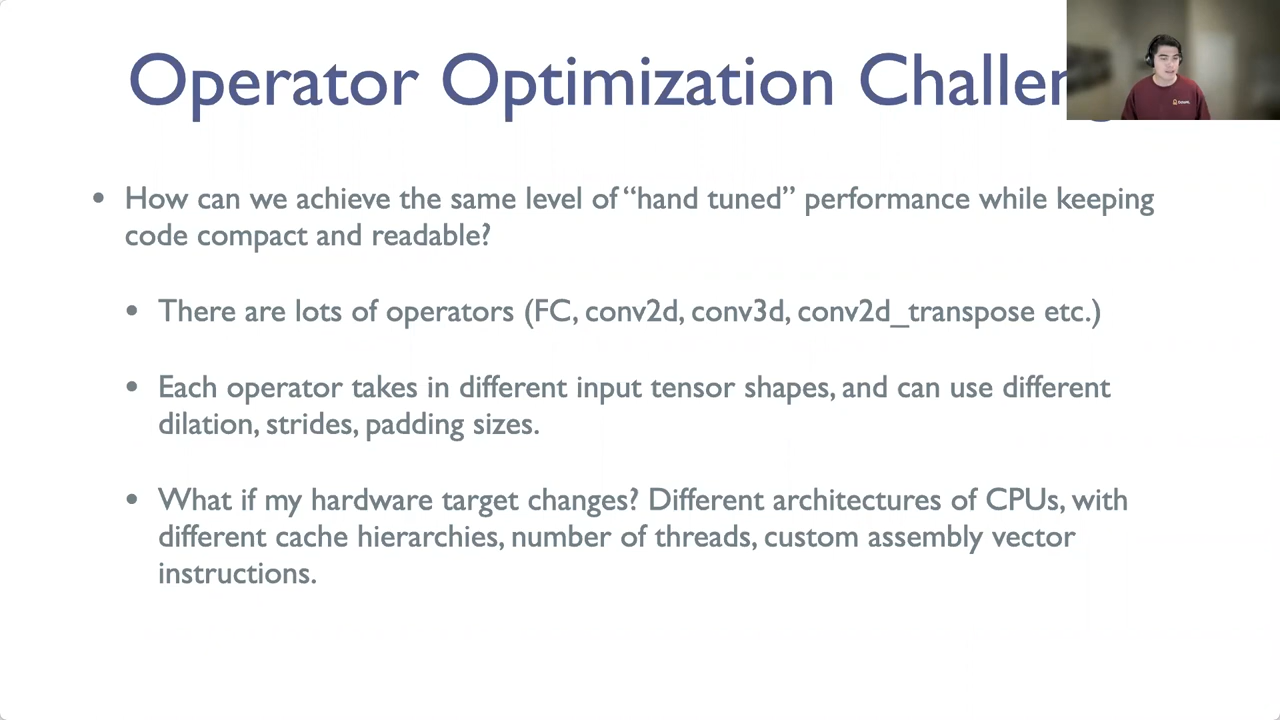 Operator Optimization
• How can we achieve the same level of “hand tuned” performance while keeping
code compact and readable?
• There are lots of operators (FC, conv2d, conv3d, conv2d_transpose etc.)
• Each operator takes in different input tensor shapes, and can use different
dilation, strides, padding sizes.
• What if my hardware target changes? Different architectures of CPUs, with
different cache hierarchies, number of threads, custom assembly vector
instructions.